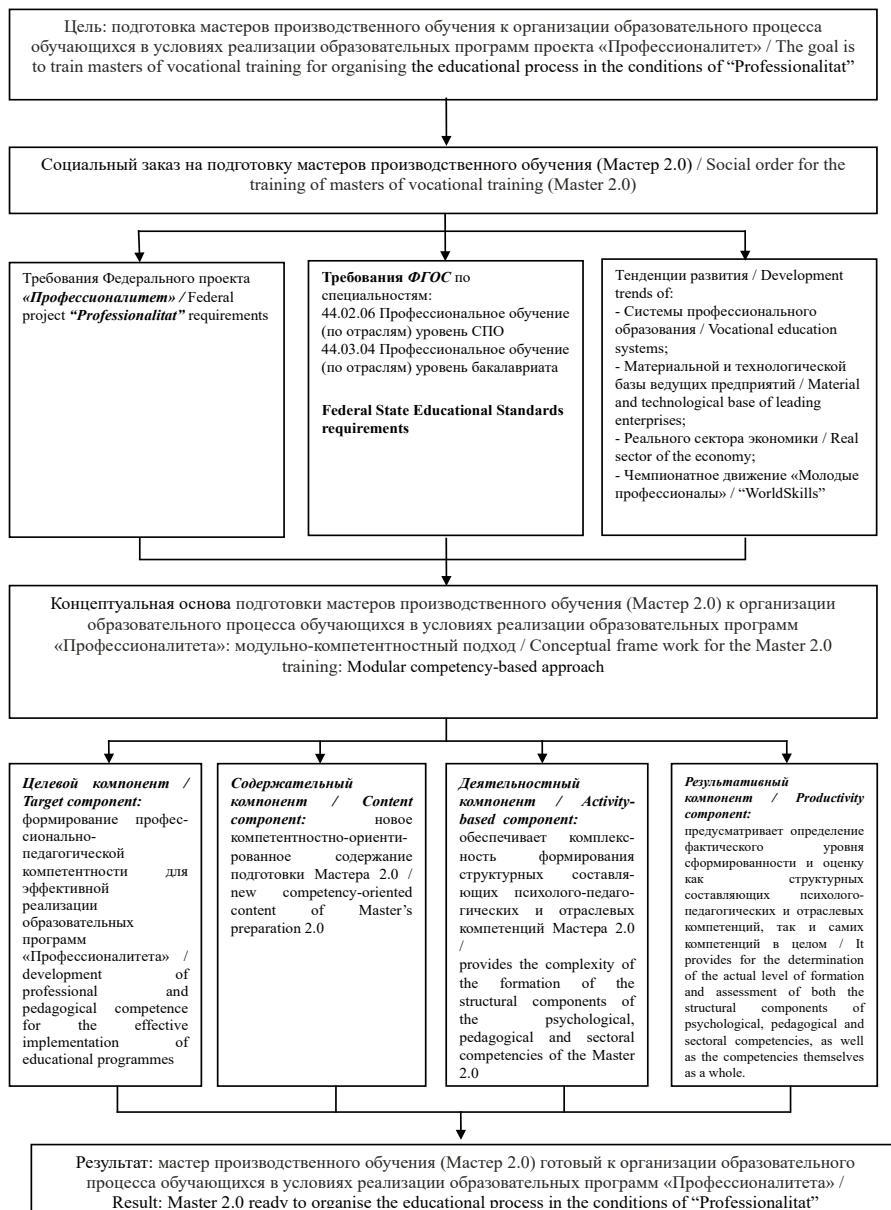 Цель: подготовка мастеров производственного обучения к организации образовательного процесса
обучающихся в условиях реализации образовательных программ проекта «Профессионалитет» / The goal is
to train masters of vocational training for organising the educational process in the conditions of “Professionalitat”
Социальный заказ на подготовку мастеров производственного обучения (Мастер 2.0) / Social order for the
training of masters of vocational training (Master 2.0)
Требования Федерального проекта
«Профессионалитет» / Federal
project “Professionalitat” requirements
Требования ФГОС по
специальностям:
44.02.06 Профессиональное обучение
(по отраслям) уровень СПО
44.03.04 Профессиональное обучение
(по отраслям) уровень бакалавриата
Federal State Educational Standards
requirements
Тенденции развития / Development
trends of:
- Системы профессионального
образования / Vocational education
systems;
- Материальной и технологической
базы ведущих предприятий / Material
and technological base of leading
enterprises;
- Реального сектора экономики / Real
sector of the economy;
- Чемпионатное движение «Молодые
профессионалы» / “WorldSkills”
Концептуальная основа подготовки мастеров производственного обучения (Мастер 2.0) к организации
образовательного процесса обучающихся в условиях реализации образовательных программ
«Профессионалитета»: модульно-компетентностный подход / Conceptual frame work for the Master 2.0
training: Modular competency-based approach
Целевой компонент /
Target component:
формирование профес-
сионально-
педагогической
компетентности для
эффективной
реализации
образовательных
программ
«Профессионалитета» /
development of
professional and
pedagogical competence
for the effective
implementation of
educational programmes
Содержательный
компонент / Content
component: новое
компетентностно-ориенти-
рованное содержание
подготовки Мастера 2.0 /
new competency-oriented
content of Master’s
preparation 2.0
Деятельностный
компонент / Activity-
based component:
обеспечивает комплекс-
ность формирования
структурных составля-
ющих психолого-педаго-
гических и отраслевых
компетенций Мастера 2.0
/
provides the complexity of
the formation of the
structural components of
the psychological,
pedagogical and sectoral
competencies of the Master
2.0
Результативный
компонент / Productivity
component:
предусматривает определение
фактического уровня
сформированности и оценку
как структурных
составляющих психолого-
педагогических и отраслевых
компетенций, так и самих
компетенций в целом / It
provides for the determination
of the actual level of formation
and assessment of both the
structural components of
psychological, pedagogical and
sectoral competencies, as well
as the competencies themselves
as a whole.
Результат: мастер производственного обучения (Мастер 2.0) готовый к организации образовательного
процесса обучающихся в условиях реализации образовательных программ «Профессионалитета» /
Result: Master 2.0 ready to organise the educational process in the conditions of “Professionalitat”